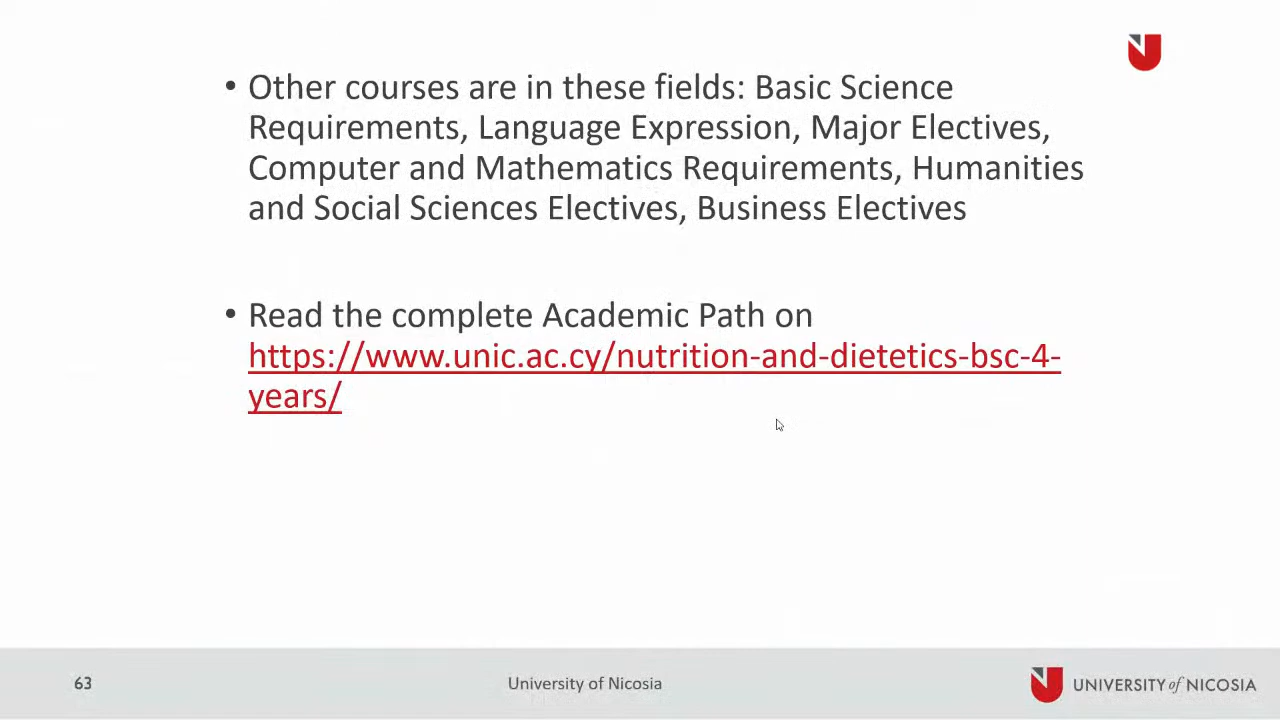 • Other courses are in these fields: Basic Science
Requirements, Language Expression, Major Electives,
Computer and Mathematics Requirements, Humanities
and Social Sciences Electives, Business Electives
• Read the complete Academic Path on
https://www.unic.ac.cy/nutrition-and-dietetics-bsc-4-
years/
63
University of Nicosia
UNIVERSITY of NICOSIA